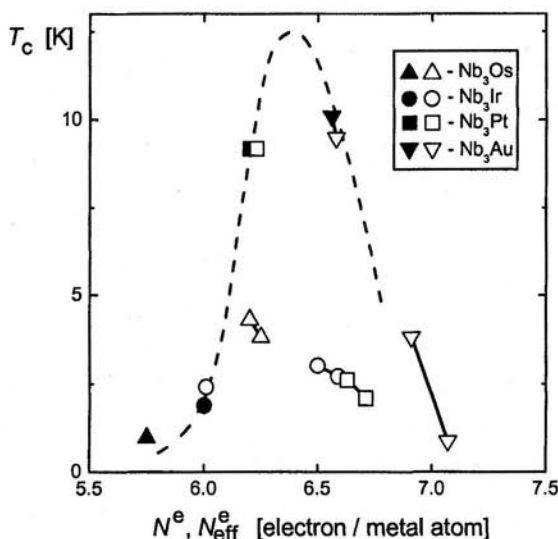 T_c [K]
10
5
0
▲ △ - Nb₃Os
● ○ - Nb₃Ir
■ □ - Nb₃Pt
▼ ▽ - Nb₃Au
5.5 6.0 6.5 7.0 7.5
N^e, N^e_eff [electron / metal atom]